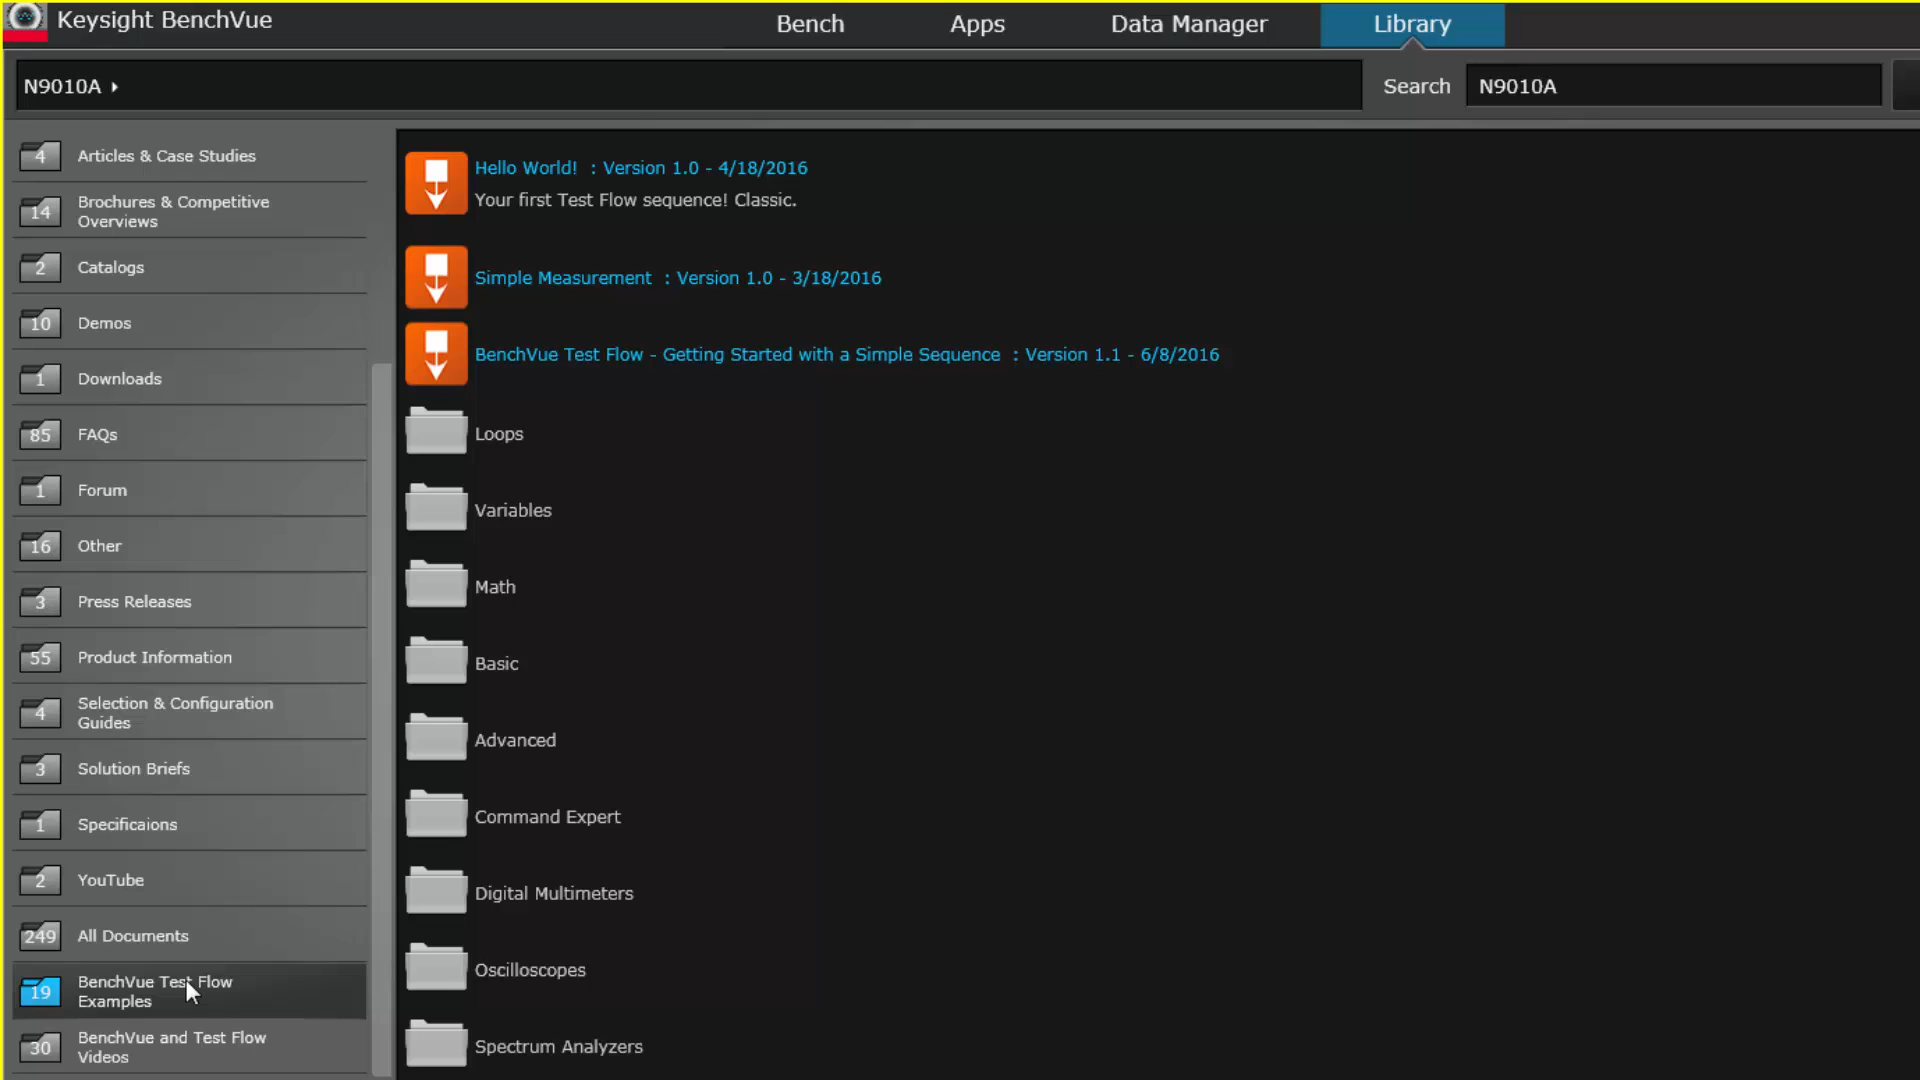 Keysight BenchVue
Bench
Apps
Data Manager
Library
N9010A
Search
N9010A
4
Articles & Case Studies
14
Brochures & Competitive
Overviews
2
Catalogs
10
Demos
1
Downloads
85
FAQs
1
Forum
16
Other
3
Press Releases
55
Product Information
4
Selection & Configuration
Guides
3
Solution Briefs
1
Specificaions
2
YouTube
249
All Documents
19
BenchVue Test Flow
Examples
30
BenchVue and Test Flow
Videos
Hello World!  : Version 1.0 - 4/18/2016
Your first Test Flow sequence! Classic.
Simple Measurement  : Version 1.0 - 3/18/2016
BenchVue Test Flow - Getting Started with a Simple Sequence  : Version 1.1 - 6/8/2016
Loops
Variables
Math
Basic
Advanced
Command Expert
Digital Multimeters
Oscilloscopes
Spectrum Analyzers